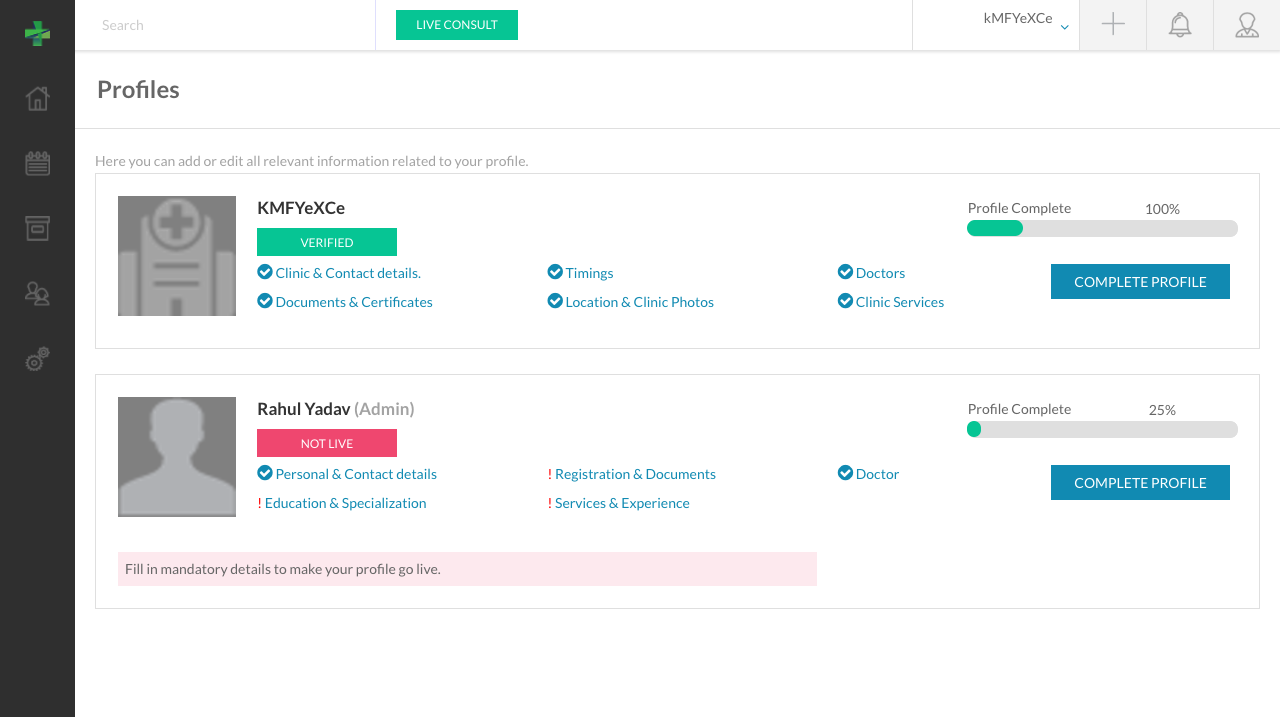 Search
LIVE CONSULT
kMFYeXCe
Profiles
Here you can add or edit all relevant information related to your profile.
KMFYeXCe
Profile Complete 100%
VERIFIED
Clinic & Contact details. Timings Doctors
COMPLETE PROFILE
Documents & Certificates Location & Clinic Photos Clinic Services
Rahul Yadav (Admin)
Profile Complete 25%
NOT LIVE
Personal & Contact details ! Registration & Documents Doctor
COMPLETE PROFILE
! Education & Specialization ! Services & Experience
Fill in mandatory details to make your profile go live.